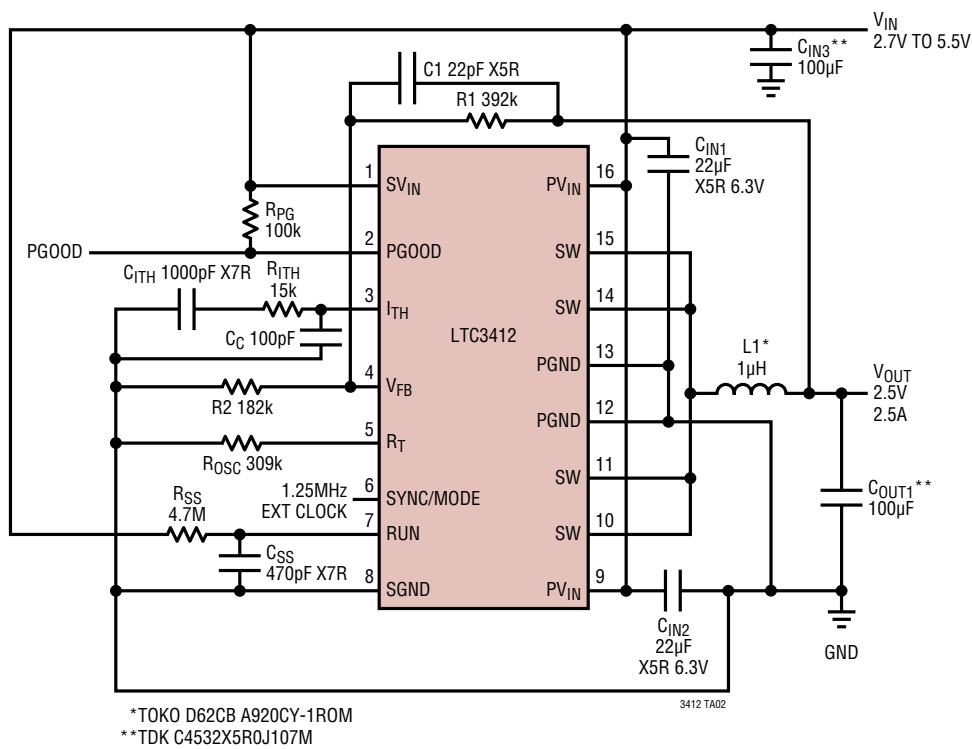 VIN
2.7V TO 5.5V
CIN3**
100µF
C1 22pF X5R
R1 392k
CIN1
22µF
X5R 6.3V
1
SVIN
16
PVIN
RPG
100k
PGOOD
2
PGOOD
15
SW
CITH 1000pF X7R
RITH
15k
3
ITH
14
SW
CC 100pF
LTC3412
13
PGND
L1*
1µH
VOUT
2.5V
2.5A
4
VFB
R2 182k
12
PGND
5
RT
ROSC 309k
11
SW
1.25MHz
EXT CLOCK
6
SYNC/MODE
COUT1**
100µF
RSS
4.7M
7
RUN
10
SW
CSS
470pF X7R
8
SGND
9
PVIN
CIN2
22µF
X5R 6.3V
GND
3412 TA02
*TOKO D62CB A920CY-1ROM
**TDK C4532X5R0J107M